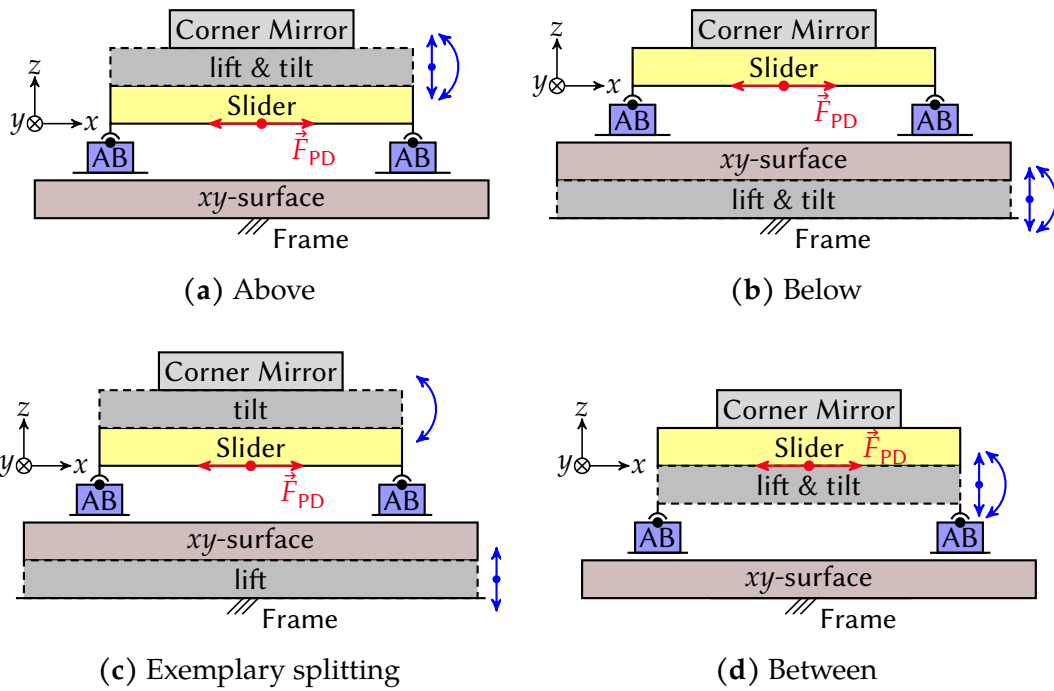 Corner Mirror
lift & tilt
Slider
z
y
x
F⃗PD
AB
AB
xy-surface
Frame
(a) Above
Corner Mirror
Slider
z
y
x
F⃗PD
AB
AB
xy-surface
lift & tilt
Frame
(b) Below
Corner Mirror
tilt
Slider
z
y
x
F⃗PD
AB
AB
xy-surface
lift
Frame
(c) Exemplary splitting
Corner Mirror
Slider
F⃗PD
z
y
x
lift & tilt
AB
AB
xy-surface
Frame
(d) Between